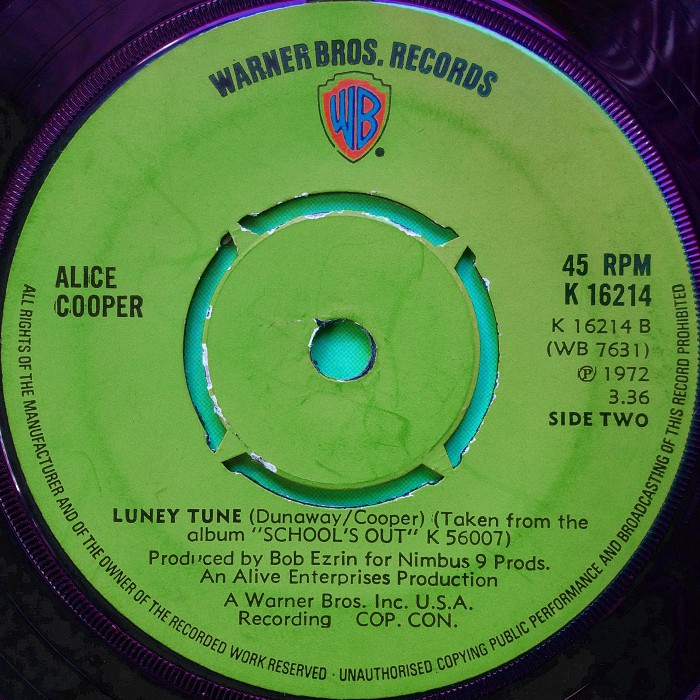 WARNER BROS. RECORDS
WB
ALICE
COOPER
45 RPM
K 16214
K 16214 B
(WB 7631)
℗ 1972
3.36
SIDE TWO
LUNEY TUNE (Dunaway/Cooper) (Taken from the
album "SCHOOL'S OUT" K 56007)
Produced by Bob Ezrin for Nimbus 9 Prods.
An Alive Enterprises Production
A Warner Bros. Inc. U.S.A.
Recording COP. CON.
ALL RIGHTS OF THE MANUFACTURER AND OF THE OWNER OF THE RECORDED WORK RESERVED · UNAUTHORISED COPYING PUBLIC PERFORMANCE AND BROADCASTING OF THIS RECORD PROHIBITED